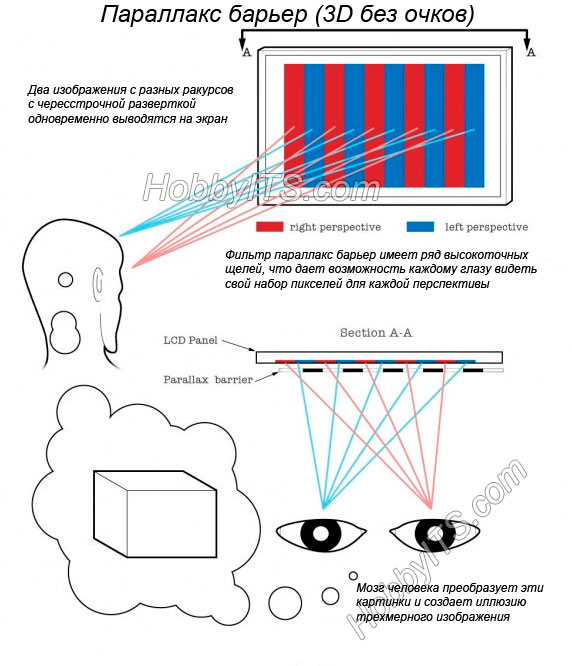 Параллакс барьер (3D без очков)
A A
Два изображения с разных ракурсов
с чересстрочной разверткой
одновременно выводятся на экран
HobbyITS.com
right perspective left perspective
Фильтр параллакс барьер имеет ряд высокоточных
щелей, что дает возможность каждому глазу видеть
свой набор пикселей для каждой перспективы
Section A-A
LCD Panel
Parallax barrier
HobbyITS.com
Мозг человека преобразует эти
картинки и создает иллюзию
трехмерного изображения